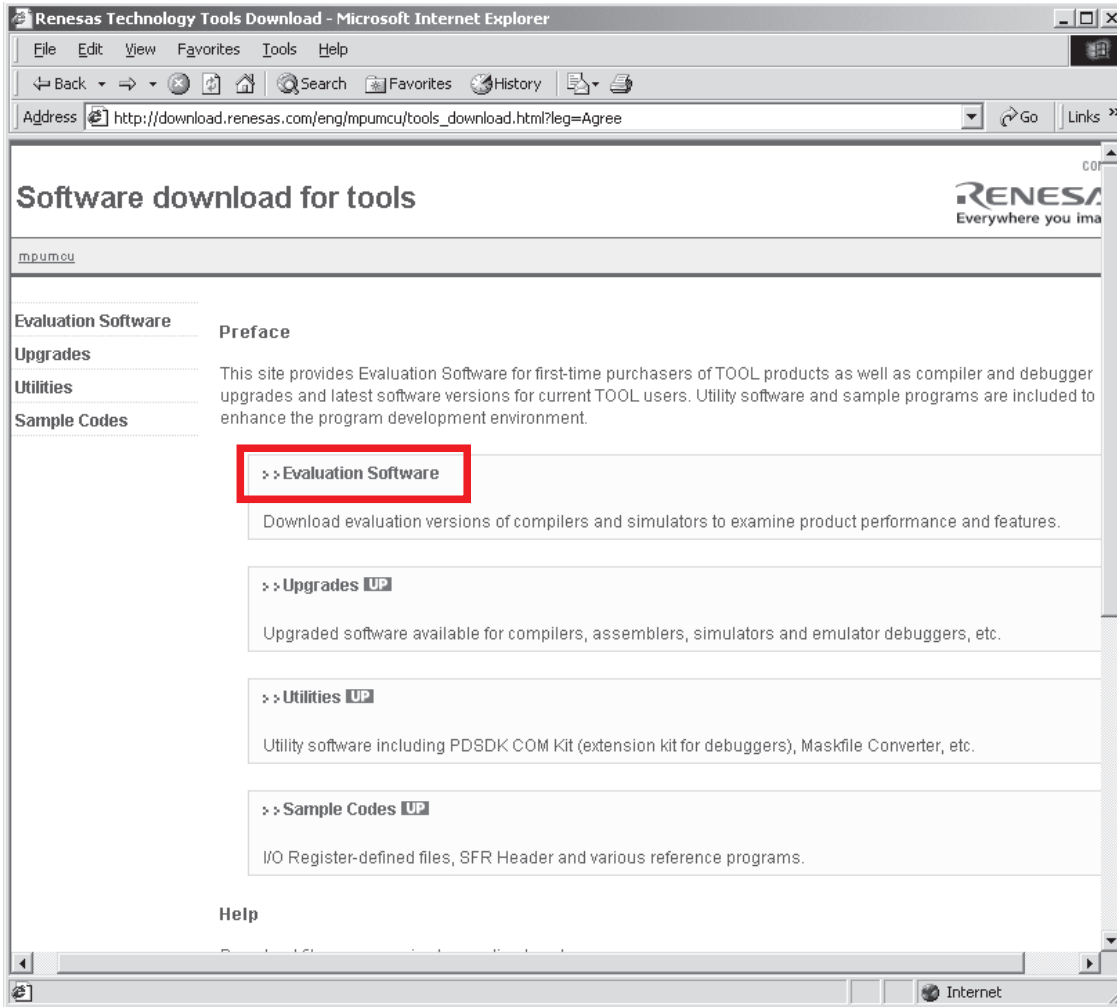 Renesas Technology Tools Download - Microsoft Internet Explorer
File Edit View Favorites Tools Help
Back Search Favorites History
Address http://download.renesas.com/eng/mpumcu/tools_download.html?leg=Agree Go Links »
Software download for tools
RENESA
Everywhere you ima
mpumcu
Evaluation Software
Upgrades
Utilities
Sample Codes
Preface
This site provides Evaluation Software for first-time purchasers of TOOL products as well as compiler and debugger
upgrades and latest software versions for current TOOL users. Utility software and sample programs are included to
enhance the program development environment.
>>Evaluation Software
Download evaluation versions of compilers and simulators to examine product performance and features.
>>Upgrades UP
Upgraded software available for compilers, assemblers, simulators and emulator debuggers, etc.
>>Utilities UP
Utility software including PDSDK COM Kit (extension kit for debuggers), Maskfile Converter, etc.
>>Sample Codes UP
I/O Register-defined files, SFR Header and various reference programs.
Help
Internet